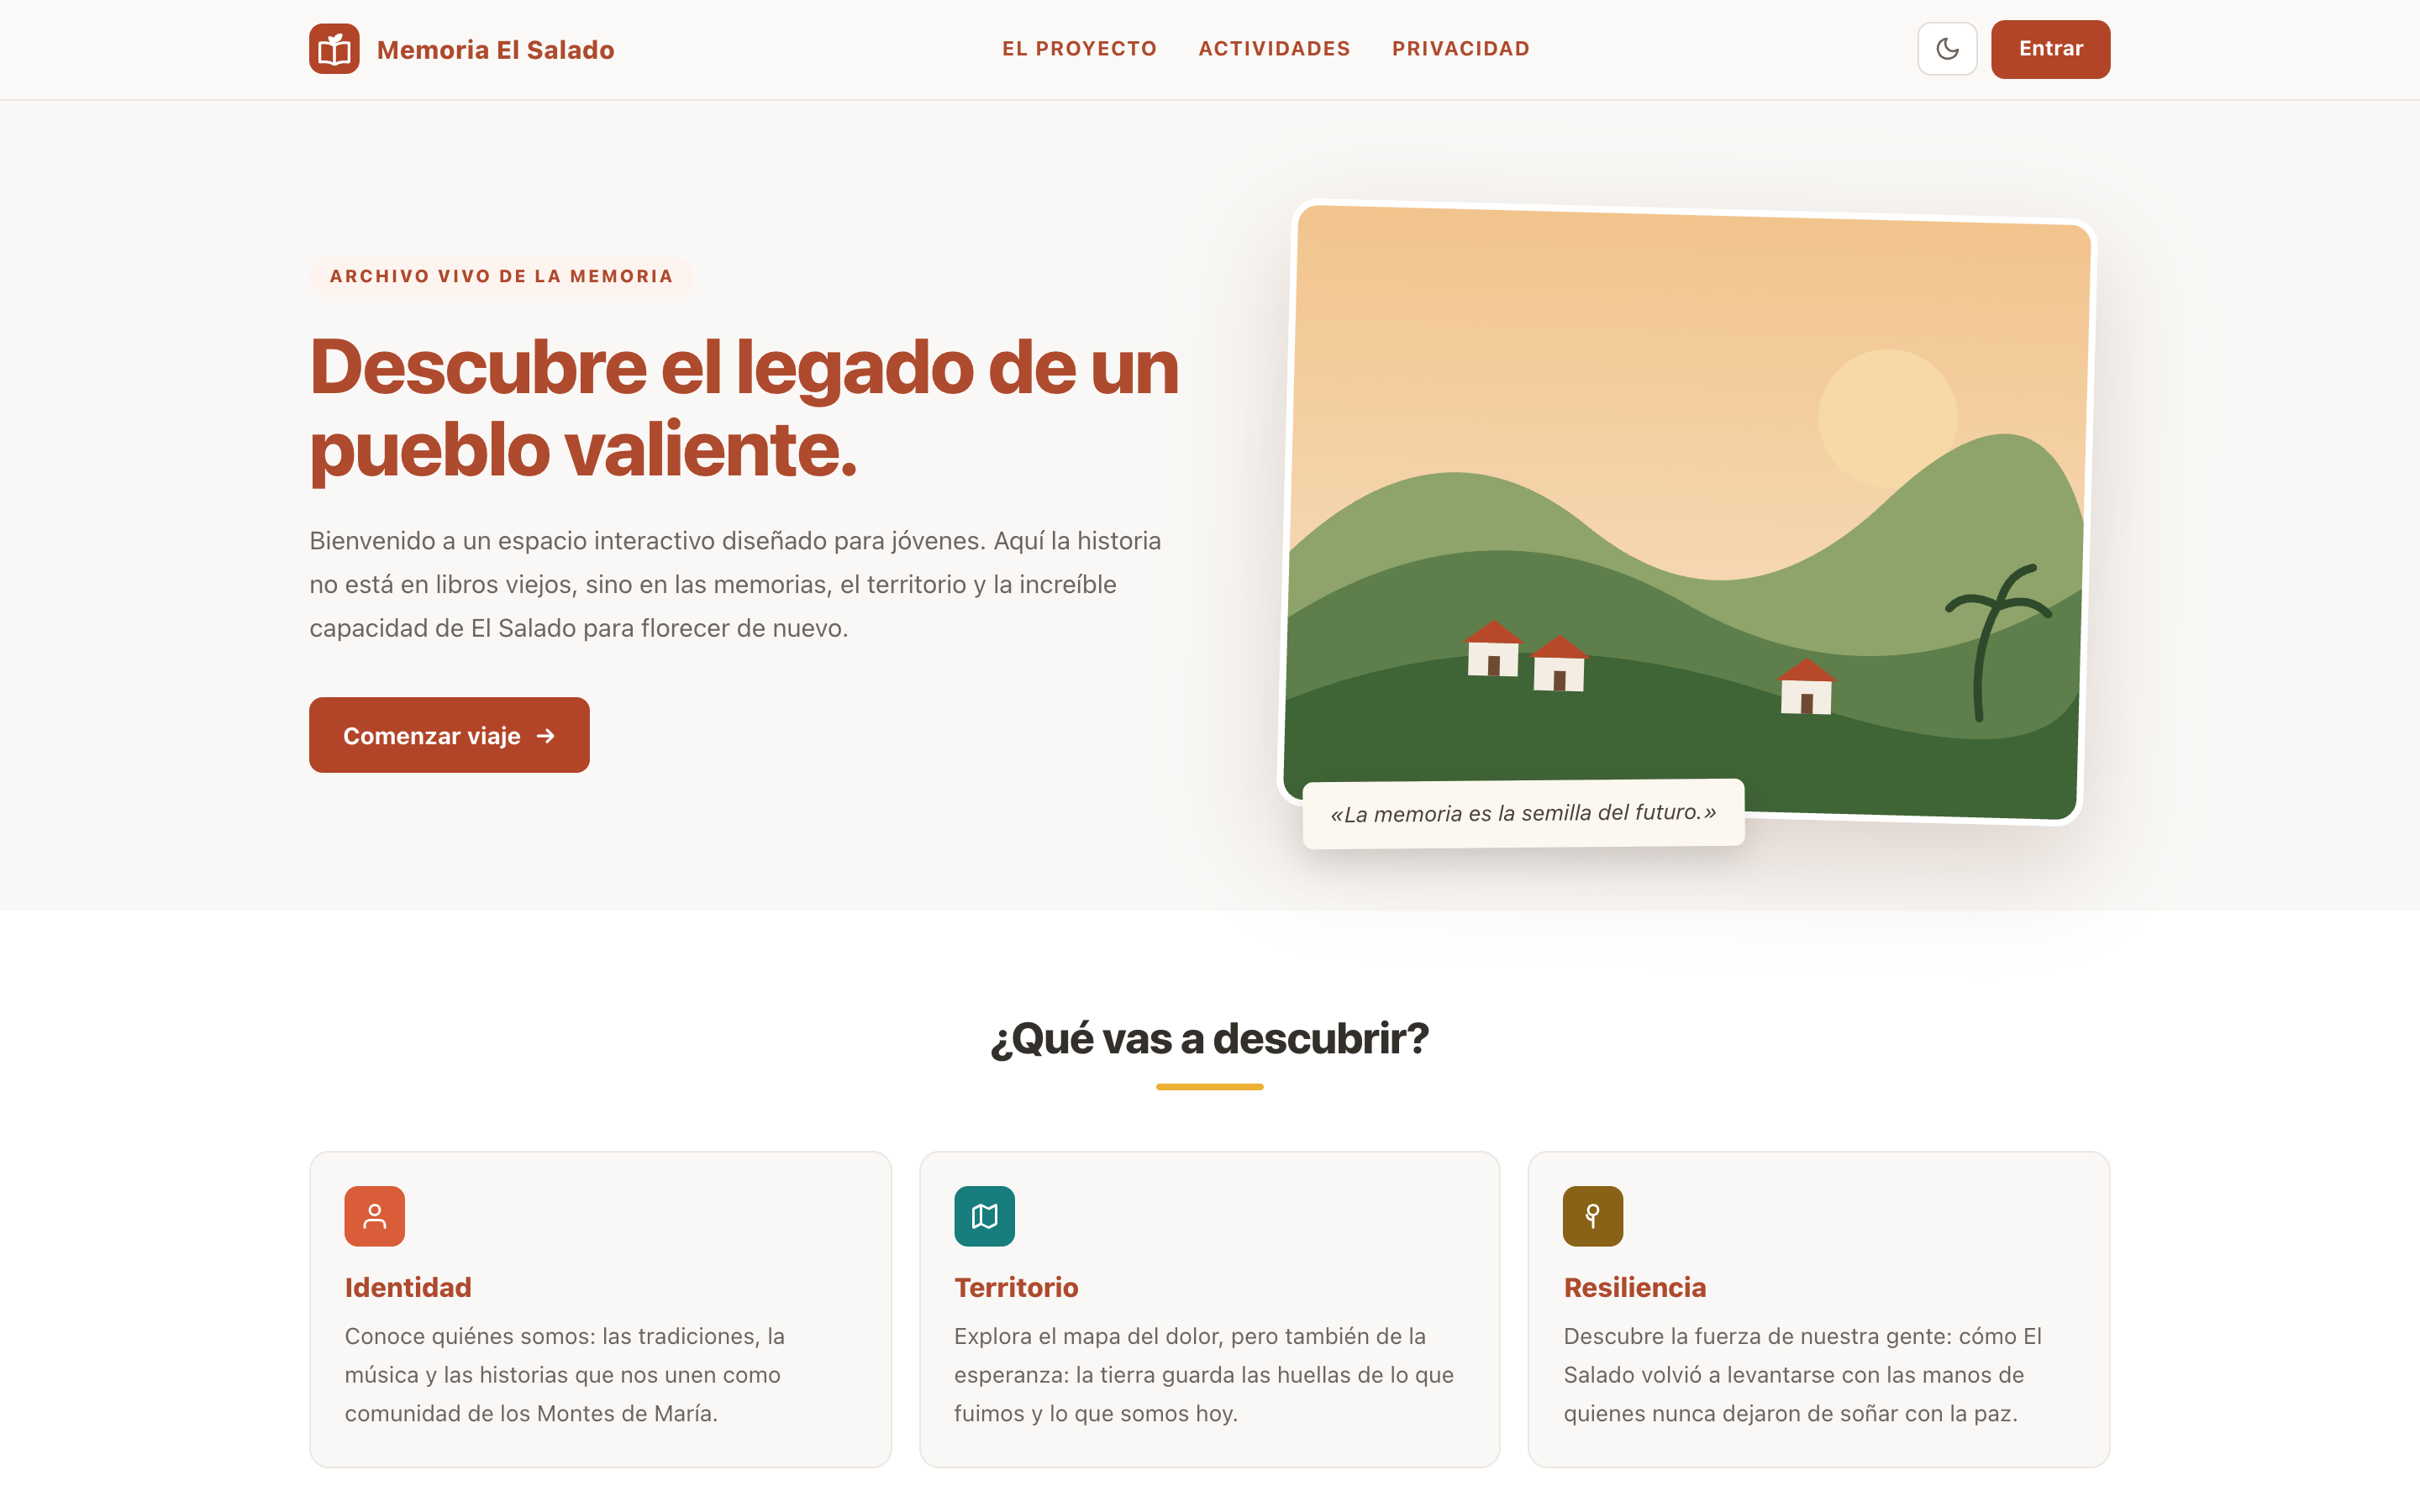 Memoria El Salado
EL PROYECTO
ACTIVIDADES
PRIVACIDAD
Entrar
ARCHIVO VIVO DE LA MEMORIA
Descubre el legado de un
pueblo valiente.
Bienvenido a un espacio interactivo diseñado para jóvenes. Aquí la historia
no está en libros viejos, sino en las memorias, el territorio y la increíble
capacidad de El Salado para florecer de nuevo.
Comenzar viaje →
«La memoria es la semilla del futuro.»
¿Qué vas a descubrir?
Identidad
Conoce quiénes somos: las tradiciones, la
música y las historias que nos unen como
comunidad de los Montes de María.
Territorio
Explora el mapa del dolor, pero también de la
esperanza: la tierra guarda las huellas de lo que
fuimos y lo que somos hoy.
Resiliencia
Descubre la fuerza de nuestra gente: cómo El
Salado volvió a levantarse con las manos de
quienes nunca dejaron de soñar con la paz.